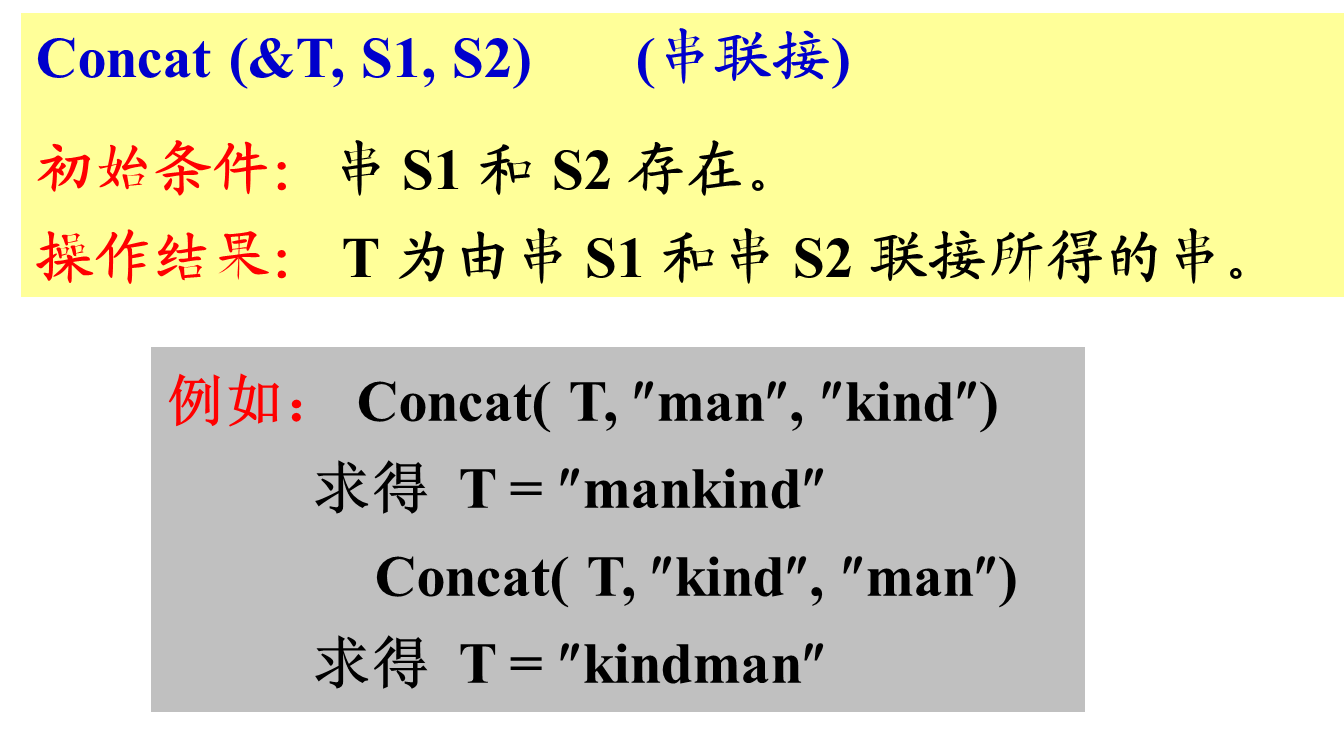 Concat (&T, S1, S2) (串联接)
初始条件: 串 S1 和 S2 存在。
操作结果: T 为由串 S1 和串 S2 联接所得的串。
例如: Concat( T, ″man″, ″kind″)
求得 T = ″mankind″
Concat( T, ″kind″, ″man″)
求得 T = ″kindman″